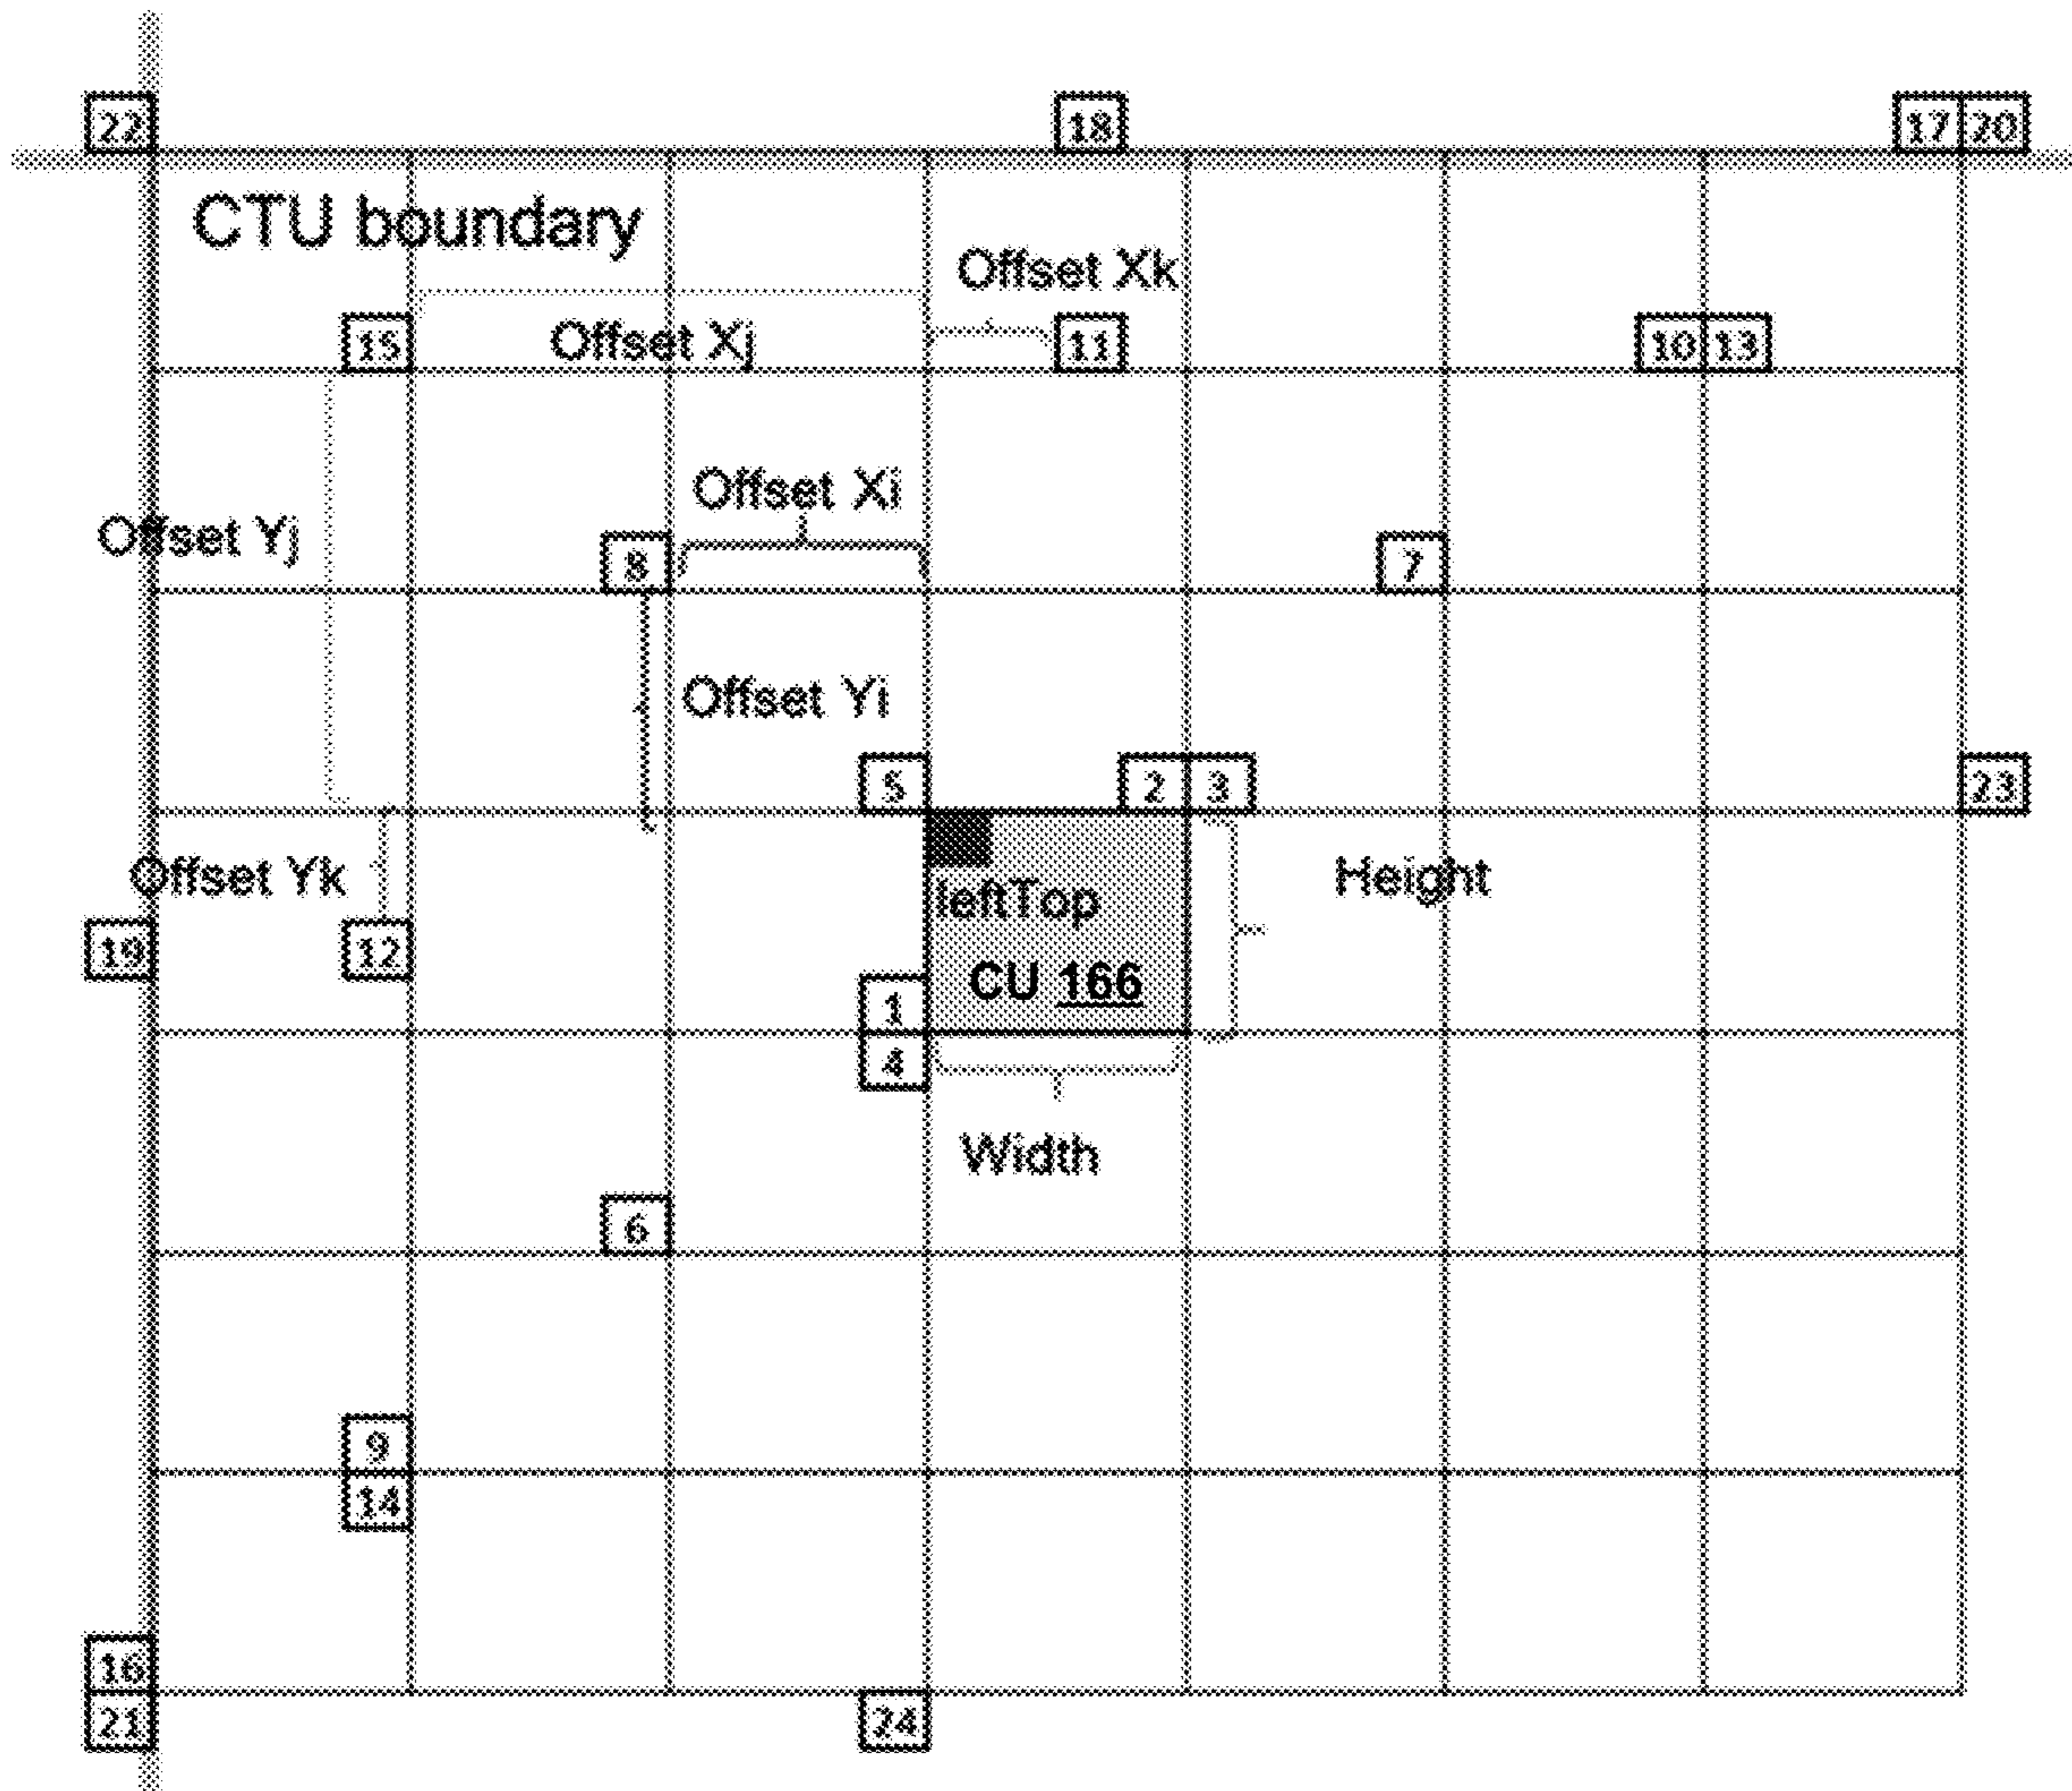 22 18 17 20
CTU boundary
Offset Xk
15 Offset Xj 11 10 13
Offset Xi
Offset Yj 8 7
Offset Yi
5 2 3 23
Offset Yk leftTop Height
19 12
CU 166
1
4
Width
6
9
14
16
21 24